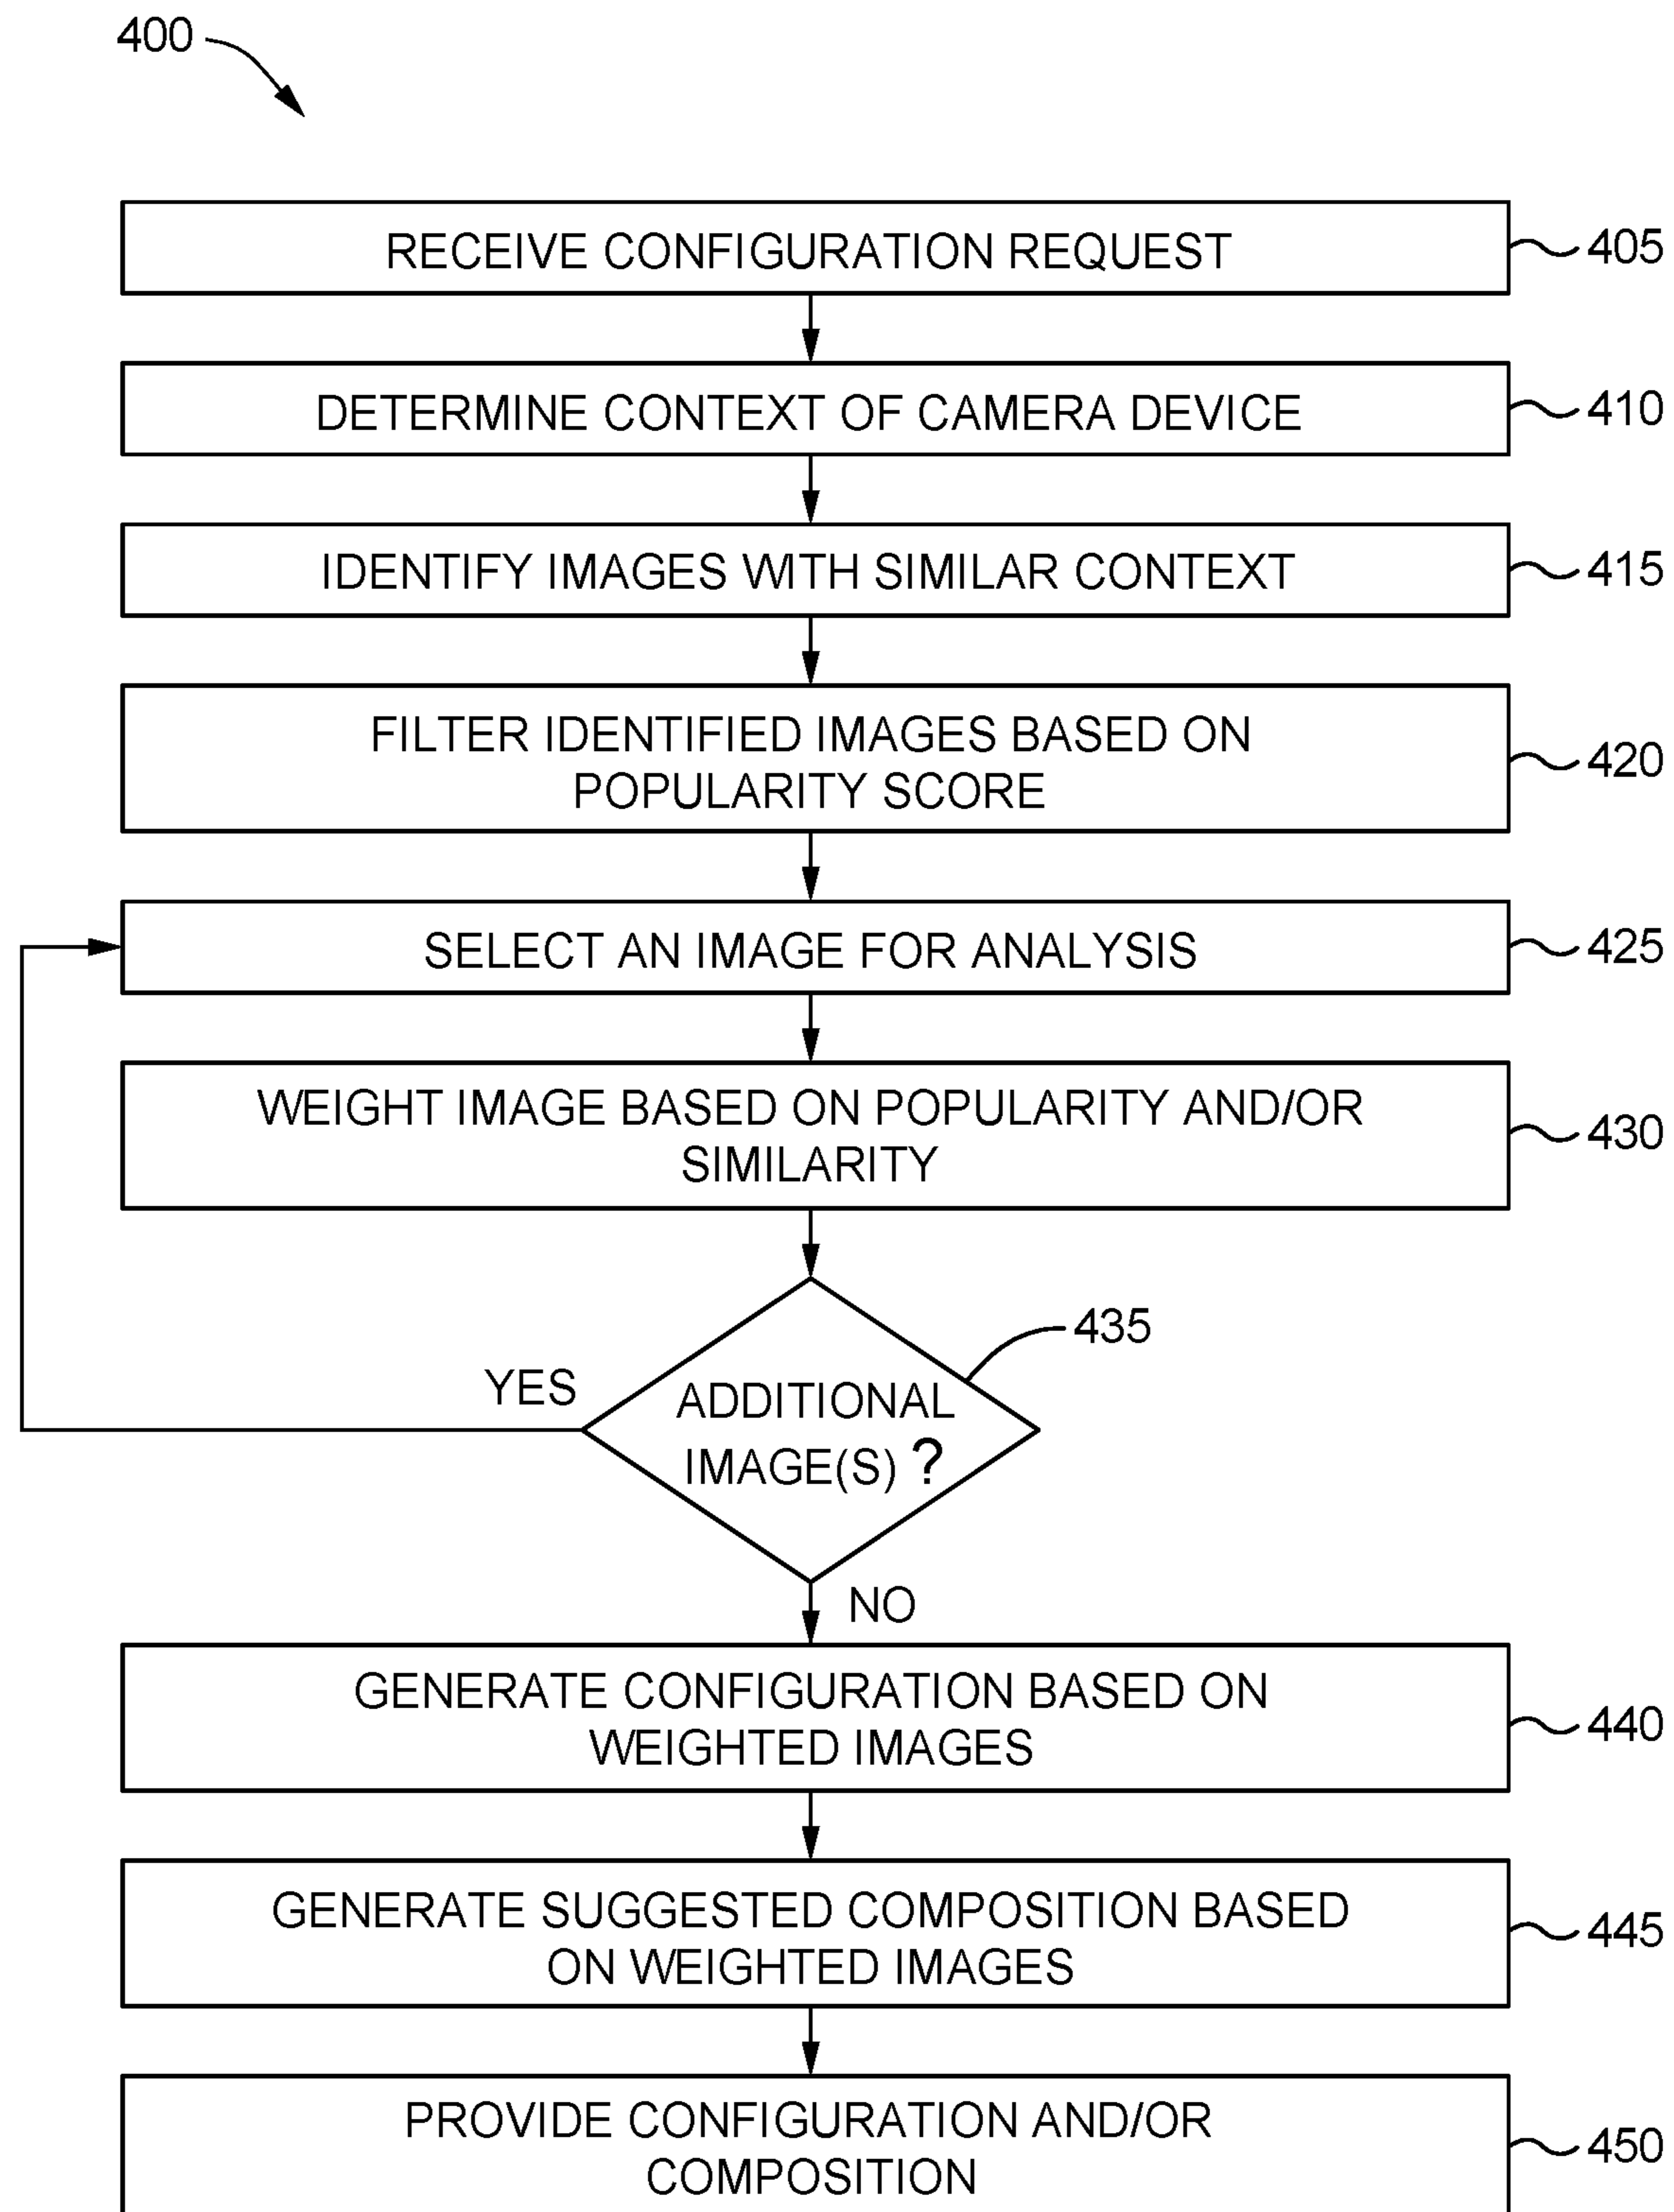 400
RECEIVE CONFIGURATION REQUEST
405
DETERMINE CONTEXT OF CAMERA DEVICE
410
IDENTIFY IMAGES WITH SIMILAR CONTEXT
415
FILTER IDENTIFIED IMAGES BASED ON
POPULARITY SCORE
420
SELECT AN IMAGE FOR ANALYSIS
425
WEIGHT IMAGE BASED ON POPULARITY AND/OR
SIMILARITY
430
435
YES
ADDITIONAL
IMAGE(S) ?
NO
GENERATE CONFIGURATION BASED ON
WEIGHTED IMAGES
440
GENERATE SUGGESTED COMPOSITION BASED
ON WEIGHTED IMAGES
445
PROVIDE CONFIGURATION AND/OR
COMPOSITION
450